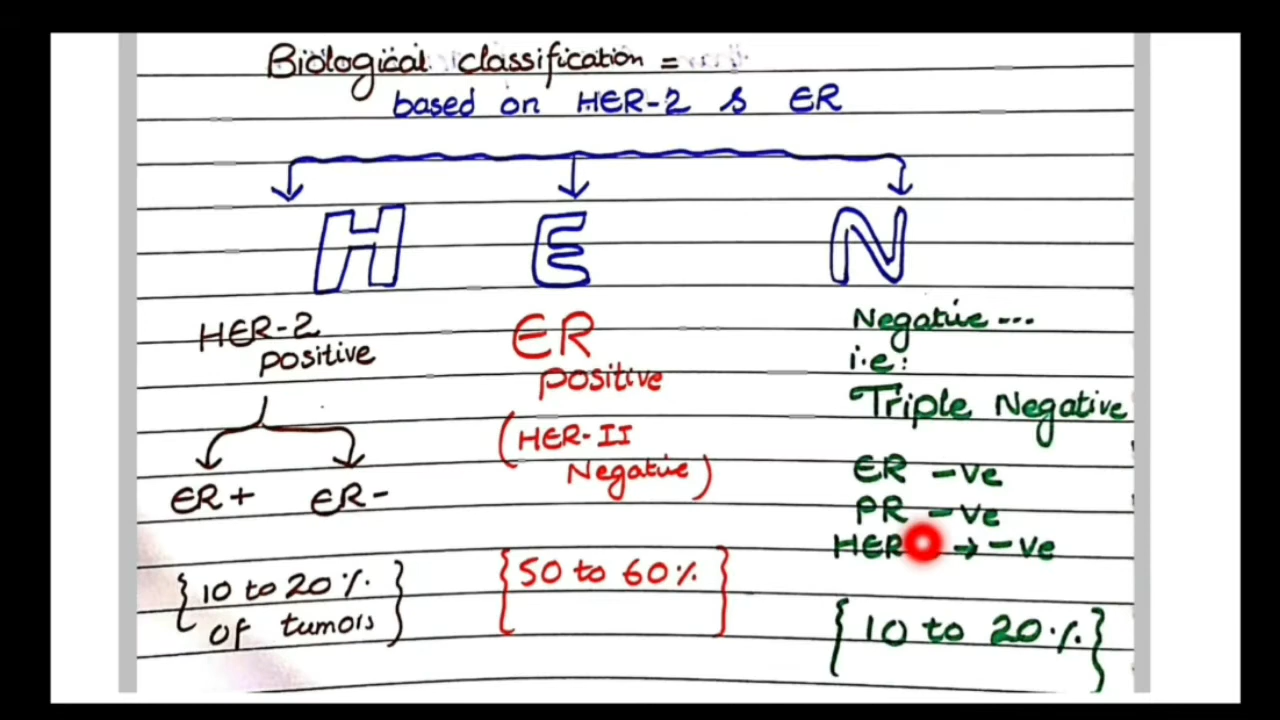 Biological classification =
based on HER-2 & ER
H E N
HER-2
positive
ER+ ER-
{10 to 20%
of tumors}
ER
positive
(HER-II
Negative)
{50 to 60%}
Negative...
i.e:
Triple Negative
ER -ve
PR -ve
HER → -ve
{10 to 20%}